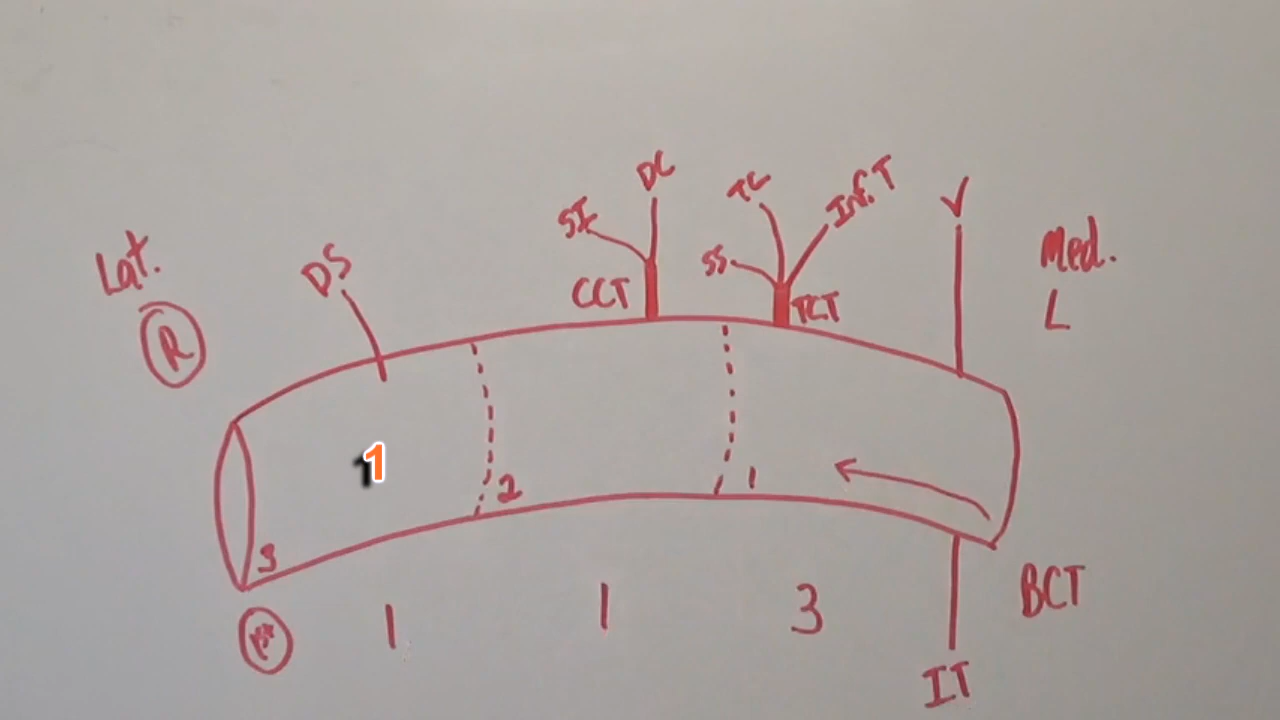 DC
TC
Inf.T
SI
V
Lat.
DS
SS
Med.
R
CCT
TCT
L
1
2
1
3
1
1
3
BCT
IT